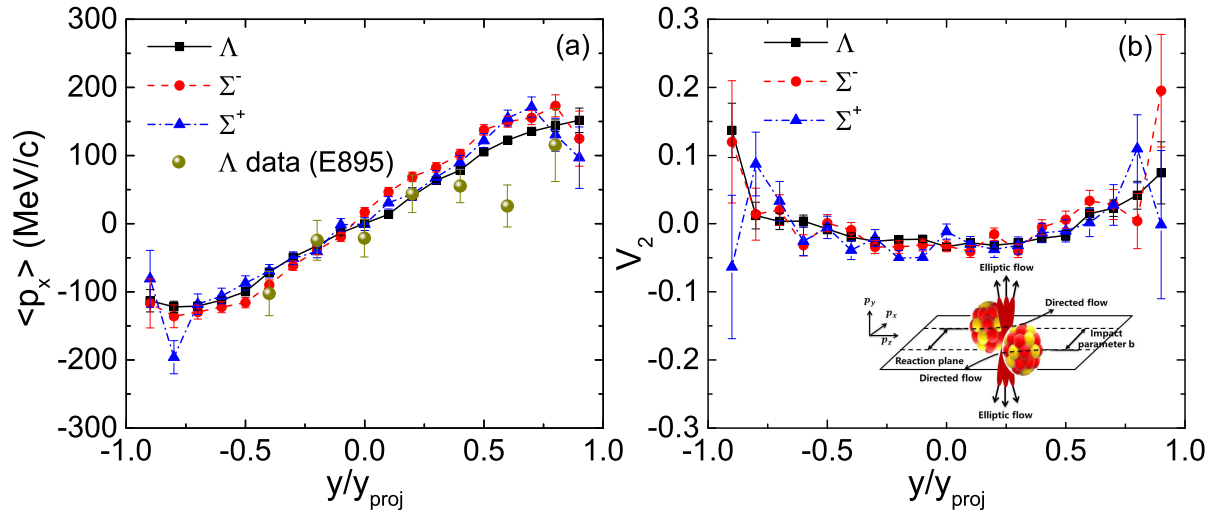 300
200
100
0
-100
-200
-300
<p_x> (MeV/c)
Λ
Σ⁻
Σ⁺
Λ data (E895)
(a)
-1.0 -0.5 0.0 0.5 1.0
y/y_proj
0.3
0.2
0.1
0.0
-0.1
-0.2
-0.3
V_2
Λ
Σ⁻
Σ⁺
(b)
Elliptic flow
Directed flow
p_y
p_x
p_z
Impact
parameter b
Reaction plane
Directed flow
Elliptic flow
-1.0 -0.5 0.0 0.5 1.0
y/y_proj